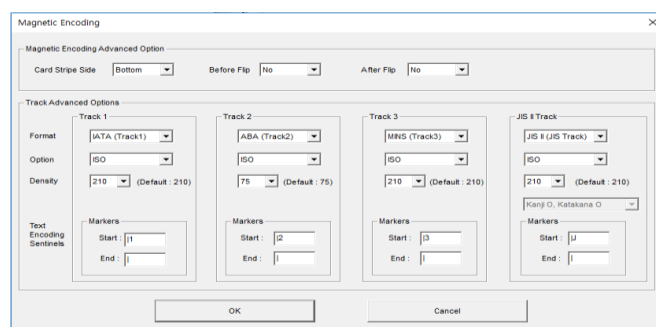 Magnetic Encoding
Magnetic Encoding Advanced Option
Card Stripe Side Bottom Before Flip No After Flip No
Track Advanced Options
Track 1 Track 2 Track 3 JIS II Track
Format IATA (Track1) ABA (Track2) MINS (Track3) JIS II (JIS Track)
Option ISO ISO ISO ISO
Density 210 (Default : 210) 75 (Default : 75) 210 (Default : 210) 210 (Default : 210)
Kanji O, Katakana O
Text Encoding Sentinels
Markers Markers Markers Markers
Start : |1 Start : |2 Start : |3 Start : |J
End : | End : | End : | End : |
OK Cancel